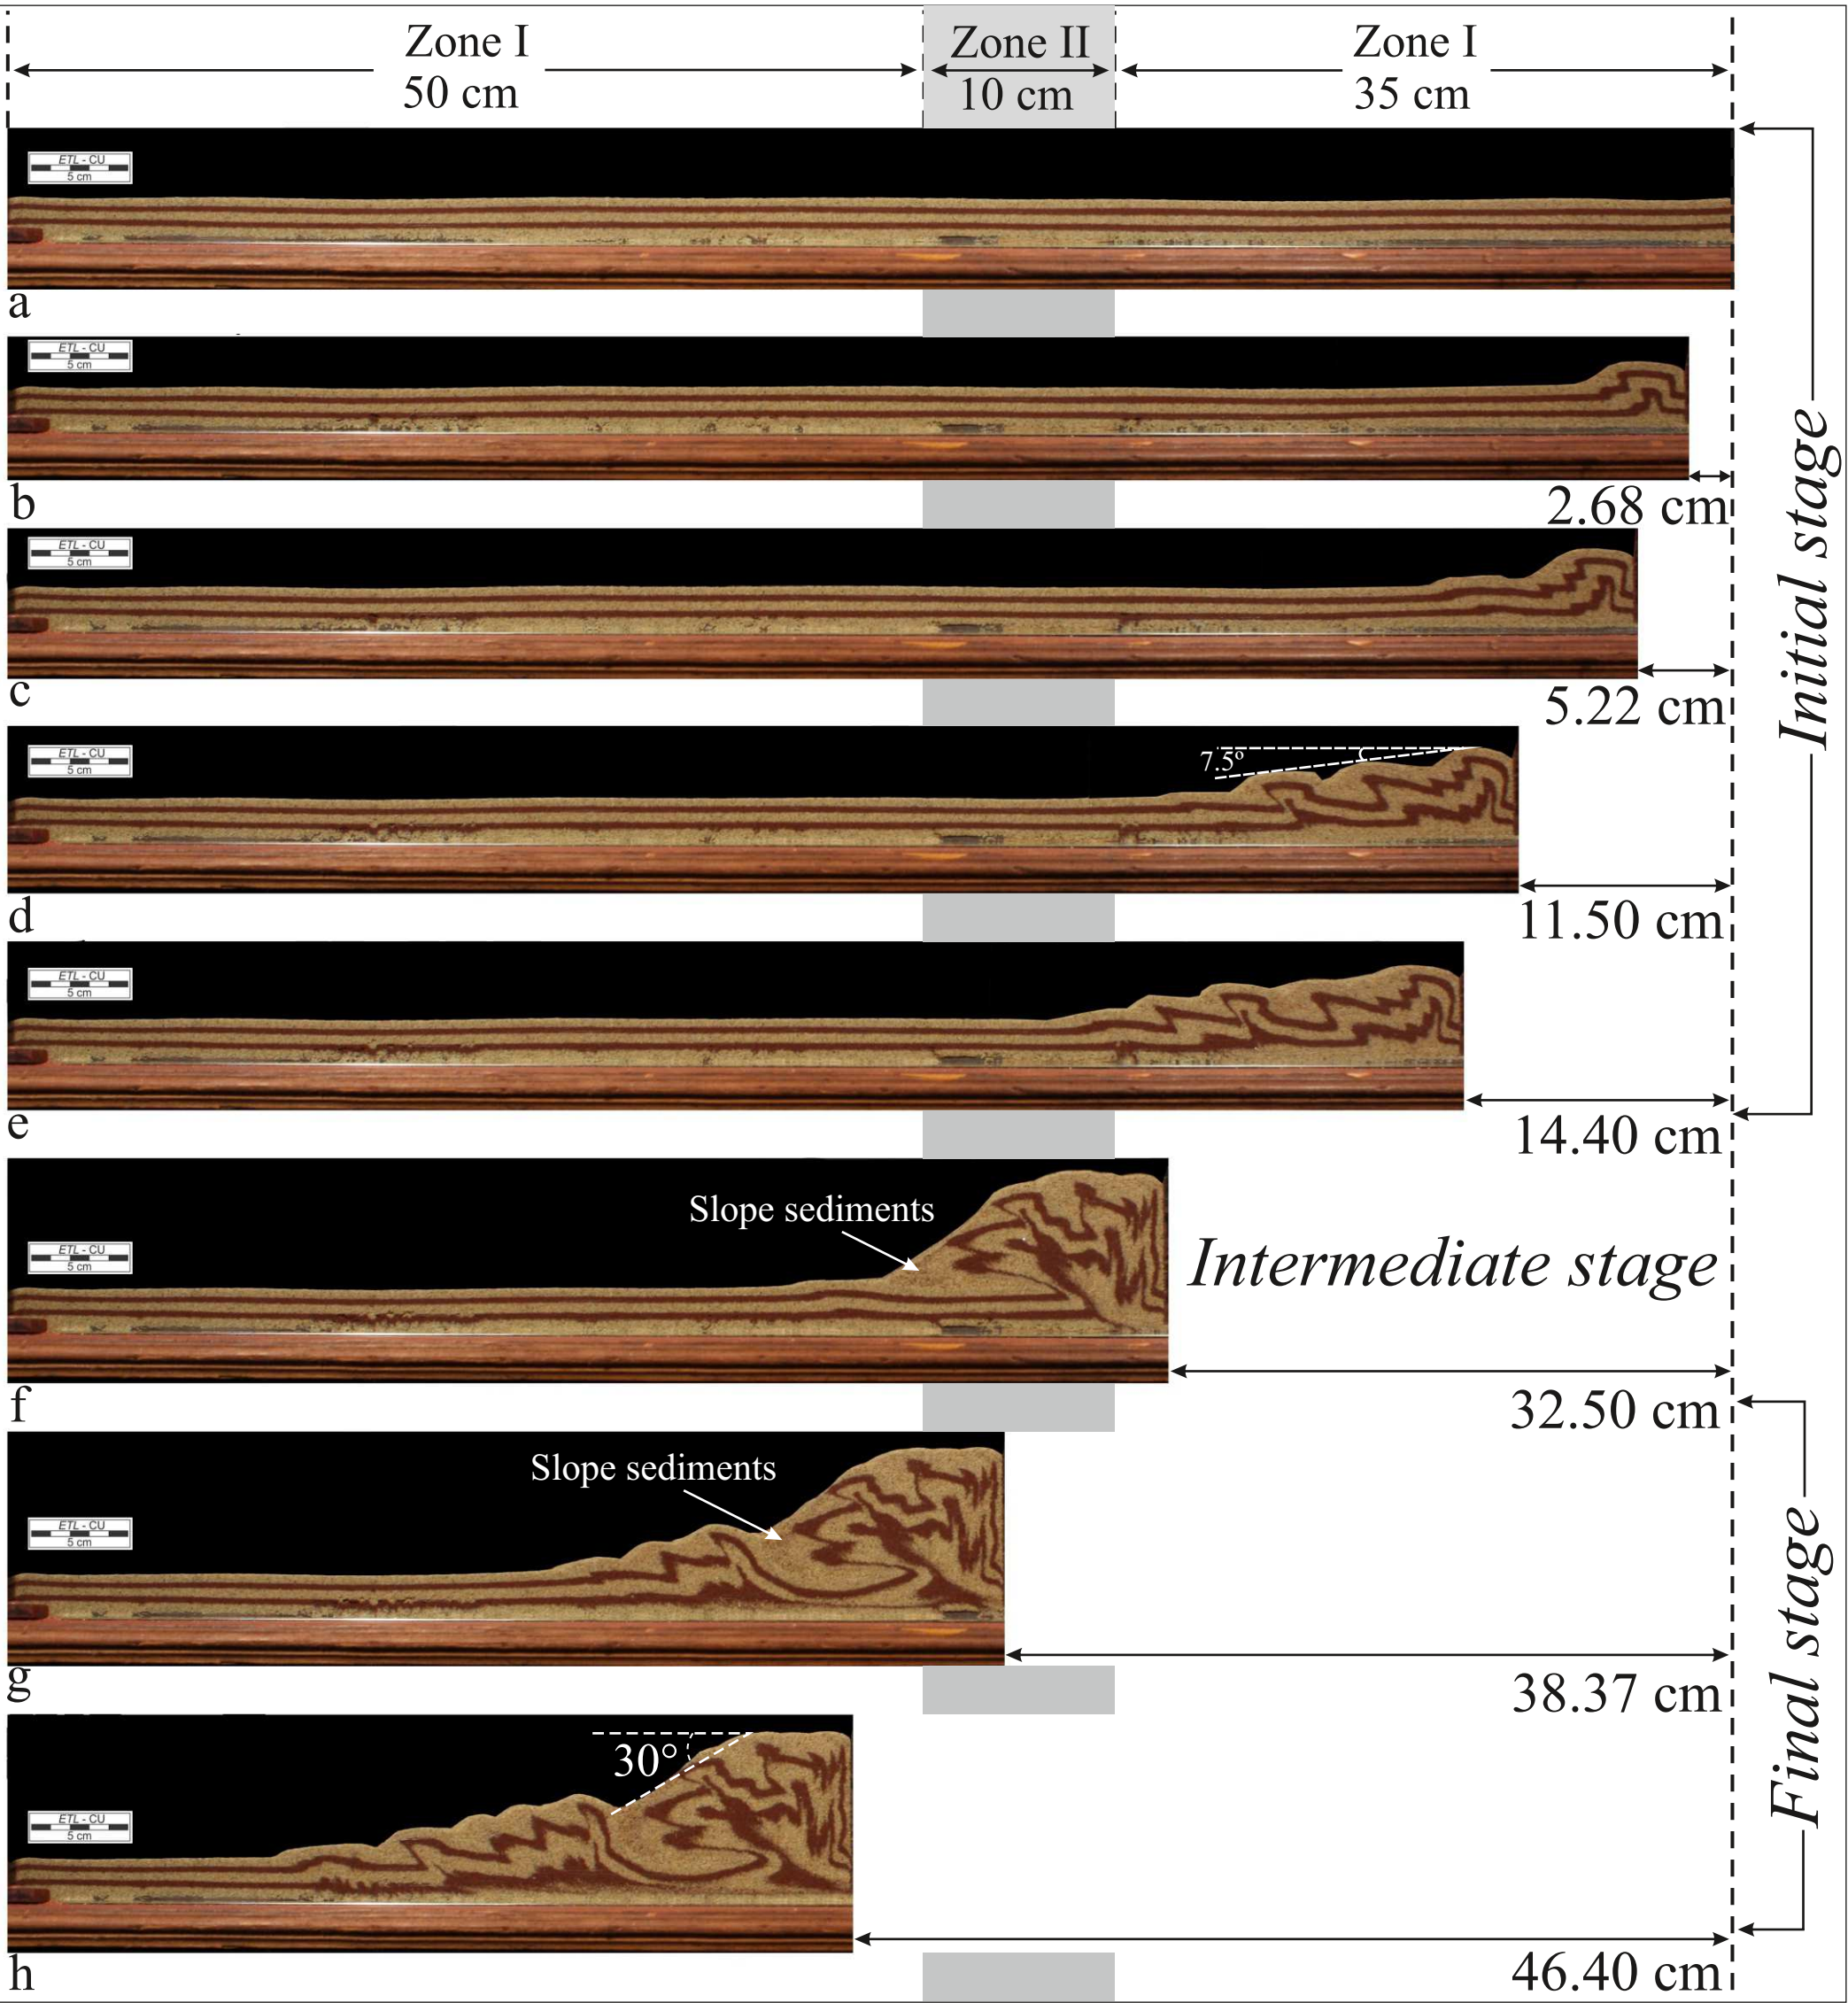 Zone I
50 cm
Zone II
10 cm
Zone I
35 cm
ETL - CU
5 cm
a
ETL - CU
5 cm
b
2.68 cm
ETL - CU
5 cm
c
5.22 cm
Initial stage
ETL - CU
5 cm
7.5°
d
11.50 cm
ETL - CU
5 cm
e
14.40 cm
Slope sediments
ETL - CU
5 cm
Intermediate stage
f
32.50 cm
Slope sediments
ETL - CU
5 cm
g
38.37 cm
Final stage
30°
ETL - CU
5 cm
h
46.40 cm